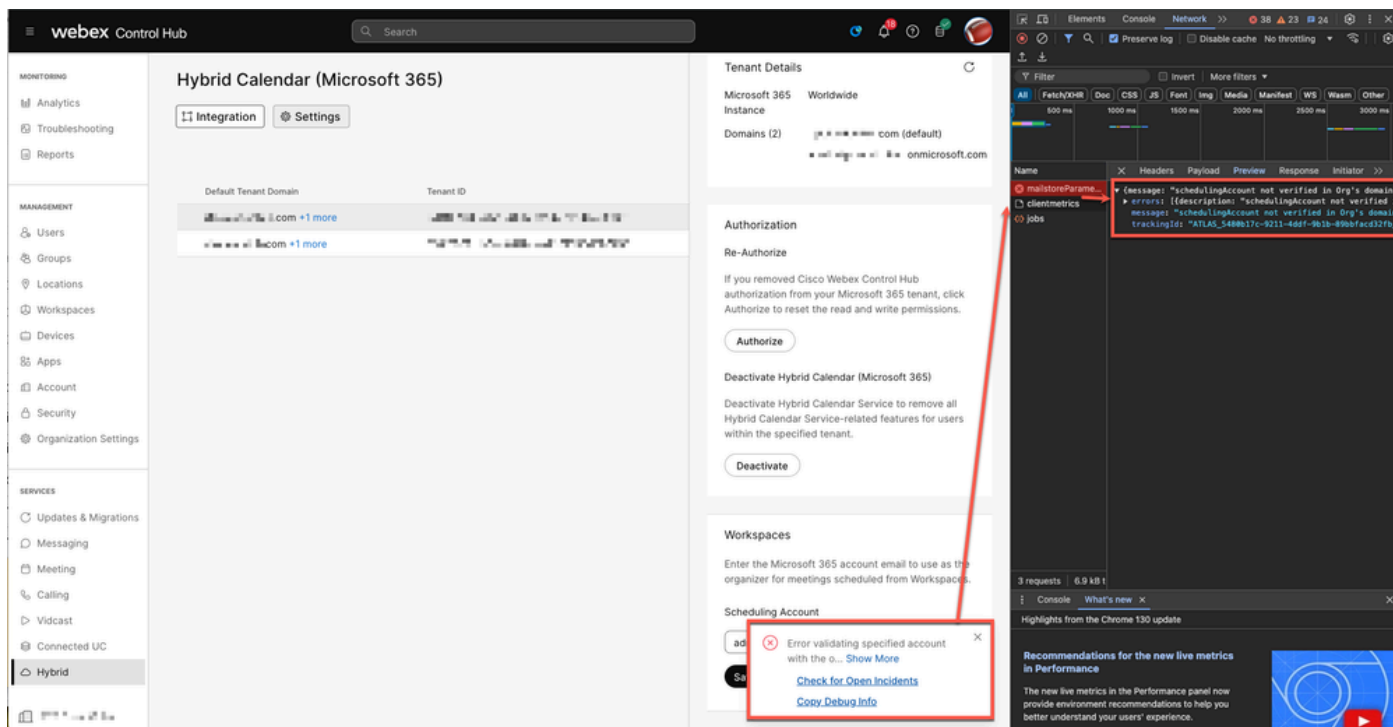 webex Control Hub
Search
18
MONITORING
Analytics
Troubleshooting
Reports
MANAGEMENT
Users
Groups
Locations
Workspaces
Devices
Apps
Account
Security
Organization Settings
SERVICES
Updates & Migrations
Messaging
Meeting
Calling
Vidcast
Connected UC
Hybrid
Hybrid Calendar (Microsoft 365)
Integration
Settings
Default Tenant Domain
Tenant ID
.com +1 more
com +1 more
Tenant Details
Microsoft 365
Instance
Worldwide
Domains (2)
com (default)
onmicrosoft.com
Authorization
Re-Authorize
If you removed Cisco Webex Control Hub
authorization from your Microsoft 365 tenant, click
Authorize to reset the read and write permissions.
Authorize
Deactivate Hybrid Calendar (Microsoft 365)
Deactivate Hybrid Calendar Service to remove all
Hybrid Calendar Service-related features for users
within the specified tenant.
Deactivate
Workspaces
Enter the Microsoft 365 account email to use as the
organizer for meetings scheduled from Workspaces.
Scheduling Account
ad
Sa
Error validating specified account
with the o... Show More
Check for Open Incidents
Copy Debug Info
Elements Console Network 38 23 24
Preserve log Disable cache No throttling
Filter Invert More filters
All Fetch/XHR Doc CSS JS Font Img Media Manifest WS Wasm Other
500 ms 1000 ms 1500 ms 2000 ms 2500 ms 3000 ms
Name
mailstoreParame...
clientmetrics
jobs
Headers Payload Preview Response Initiator
{message: "schedulingAccount not verified in Org's domain
errors: [{description: "schedulingAccount not verified
message: "schedulingAccount not verified in Org's domai
trackingId: "ATLAS_5480b17c-9211-4ddf-9b1b-89bbfacd32fb
3 requests 6.9 kB t
Console What's new
Highlights from the Chrome 130 update
Recommendations for the new live metrics
in Performance
The new live metrics in the Performance panel now
provide environment recommendations to help you
better understand your users' experience.